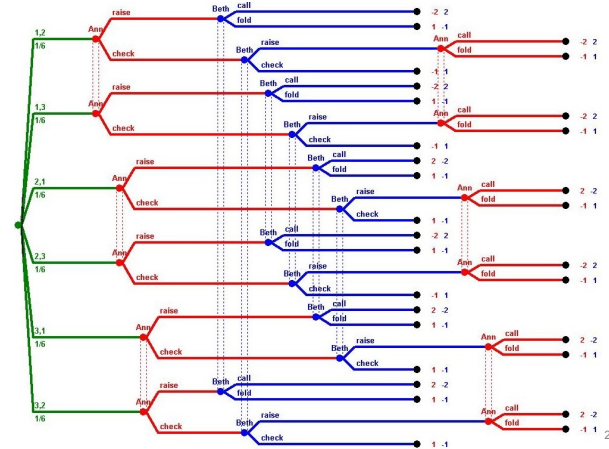 raise Beth call -2 2
fold 1 -1
1,2 Ann
1/6
Beth raise Ann call -2 2
fold -1 1
check
check -1 1
raise Beth call -2 2
fold 1 -1
1,3 Ann
1/6
Beth raise Ann call -2 2
fold -1 1
check
check -1 1
raise Beth call 2 -2
fold 1 -1
2,1 Ann
1/6
Beth raise Ann call 2 -2
fold -1 1
check
check 1 -1
raise Beth call -2 2
fold 1 -1
2,3 Ann
1/6
Beth raise Ann call -2 2
fold -1 1
check
check -1 1
raise Beth call 2 -2
fold 1 -1
3,1 Ann
1/6
Beth raise Ann call 2 -2
fold -1 1
check
check 1 -1
raise Beth call 2 -2
fold 1 -1
3,2 Ann
1/6
Beth raise Ann call 2 -2
fold -1 1
check
check 1 -1
2